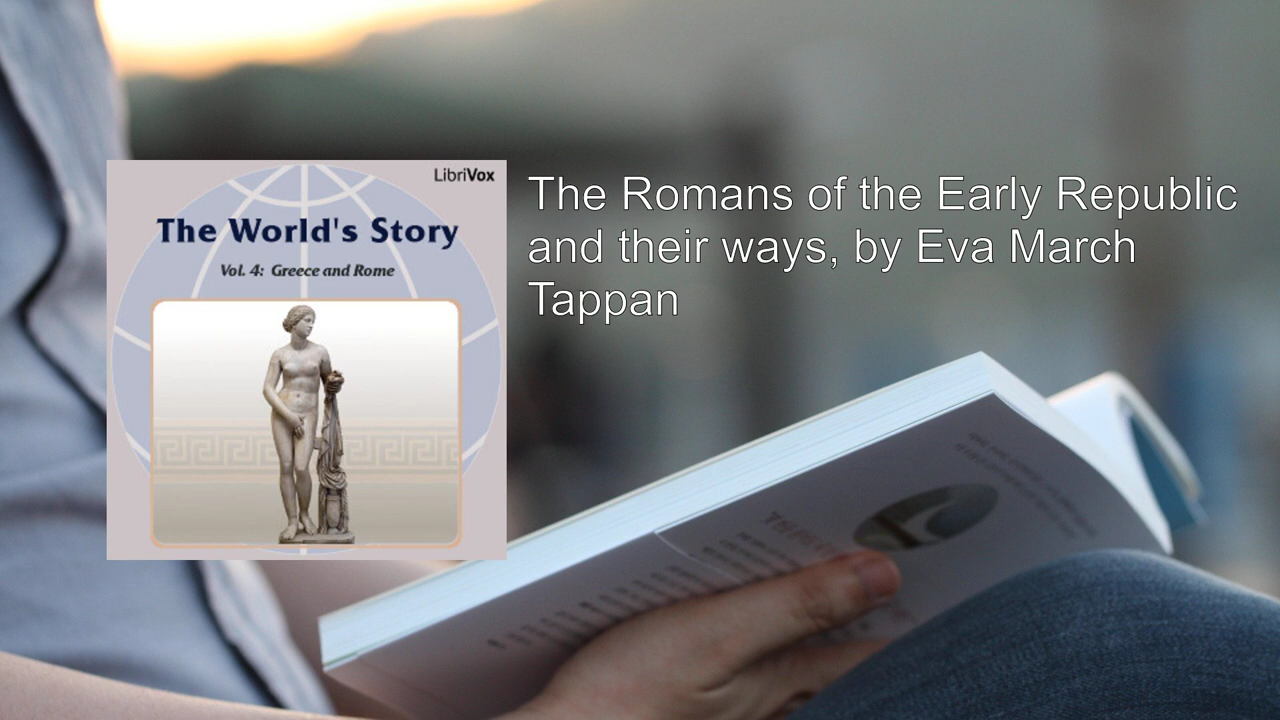 LibriVox
The World's Story
Vol. 4: Greece and Rome
The Romans of the Early Republic
and their ways, by Eva March
Tappan